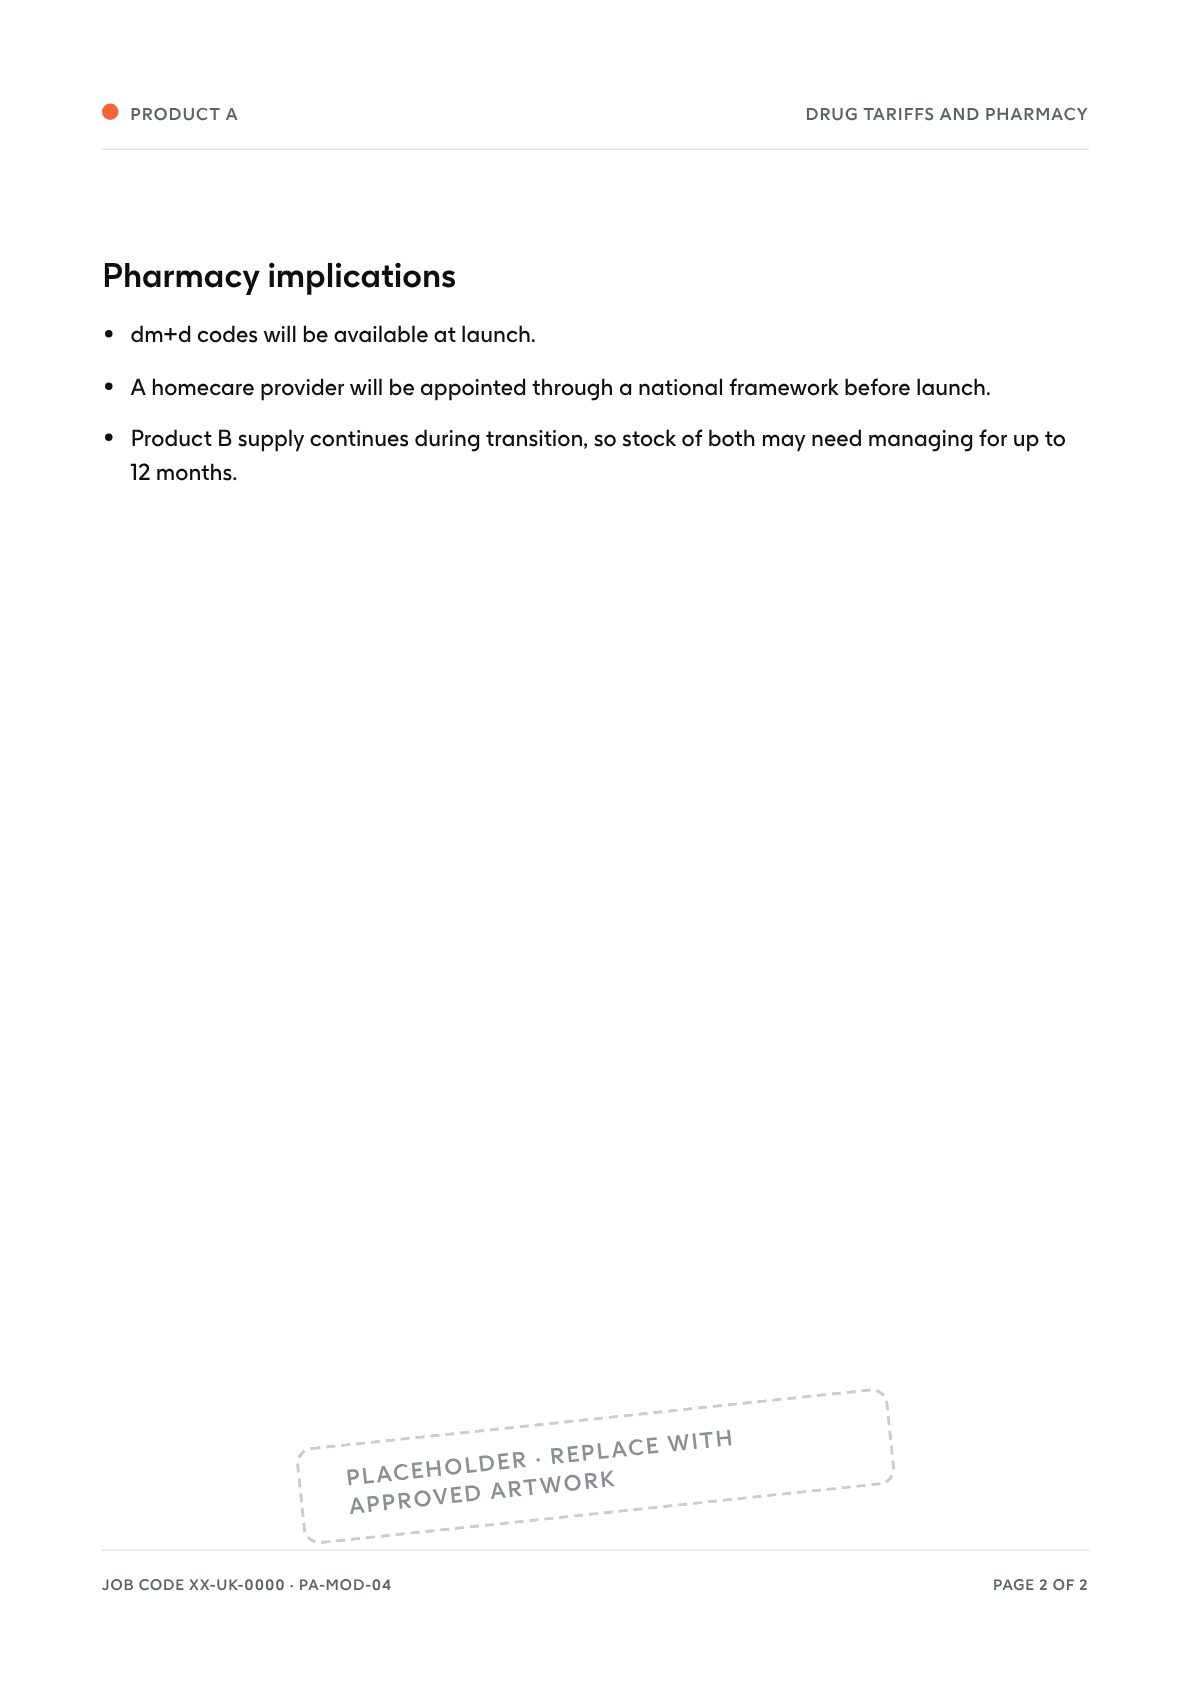 PRODUCT A
DRUG TARIFFS AND PHARMACY
Pharmacy implications
• dm+d codes will be available at launch.
• A homecare provider will be appointed through a national framework before launch.
• Product B supply continues during transition, so stock of both may need managing for up to
12 months.
PLACEHOLDER · REPLACE WITH
APPROVED ARTWORK
JOB CODE XX-UK-0000 · PA-MOD-04
PAGE 2 OF 2